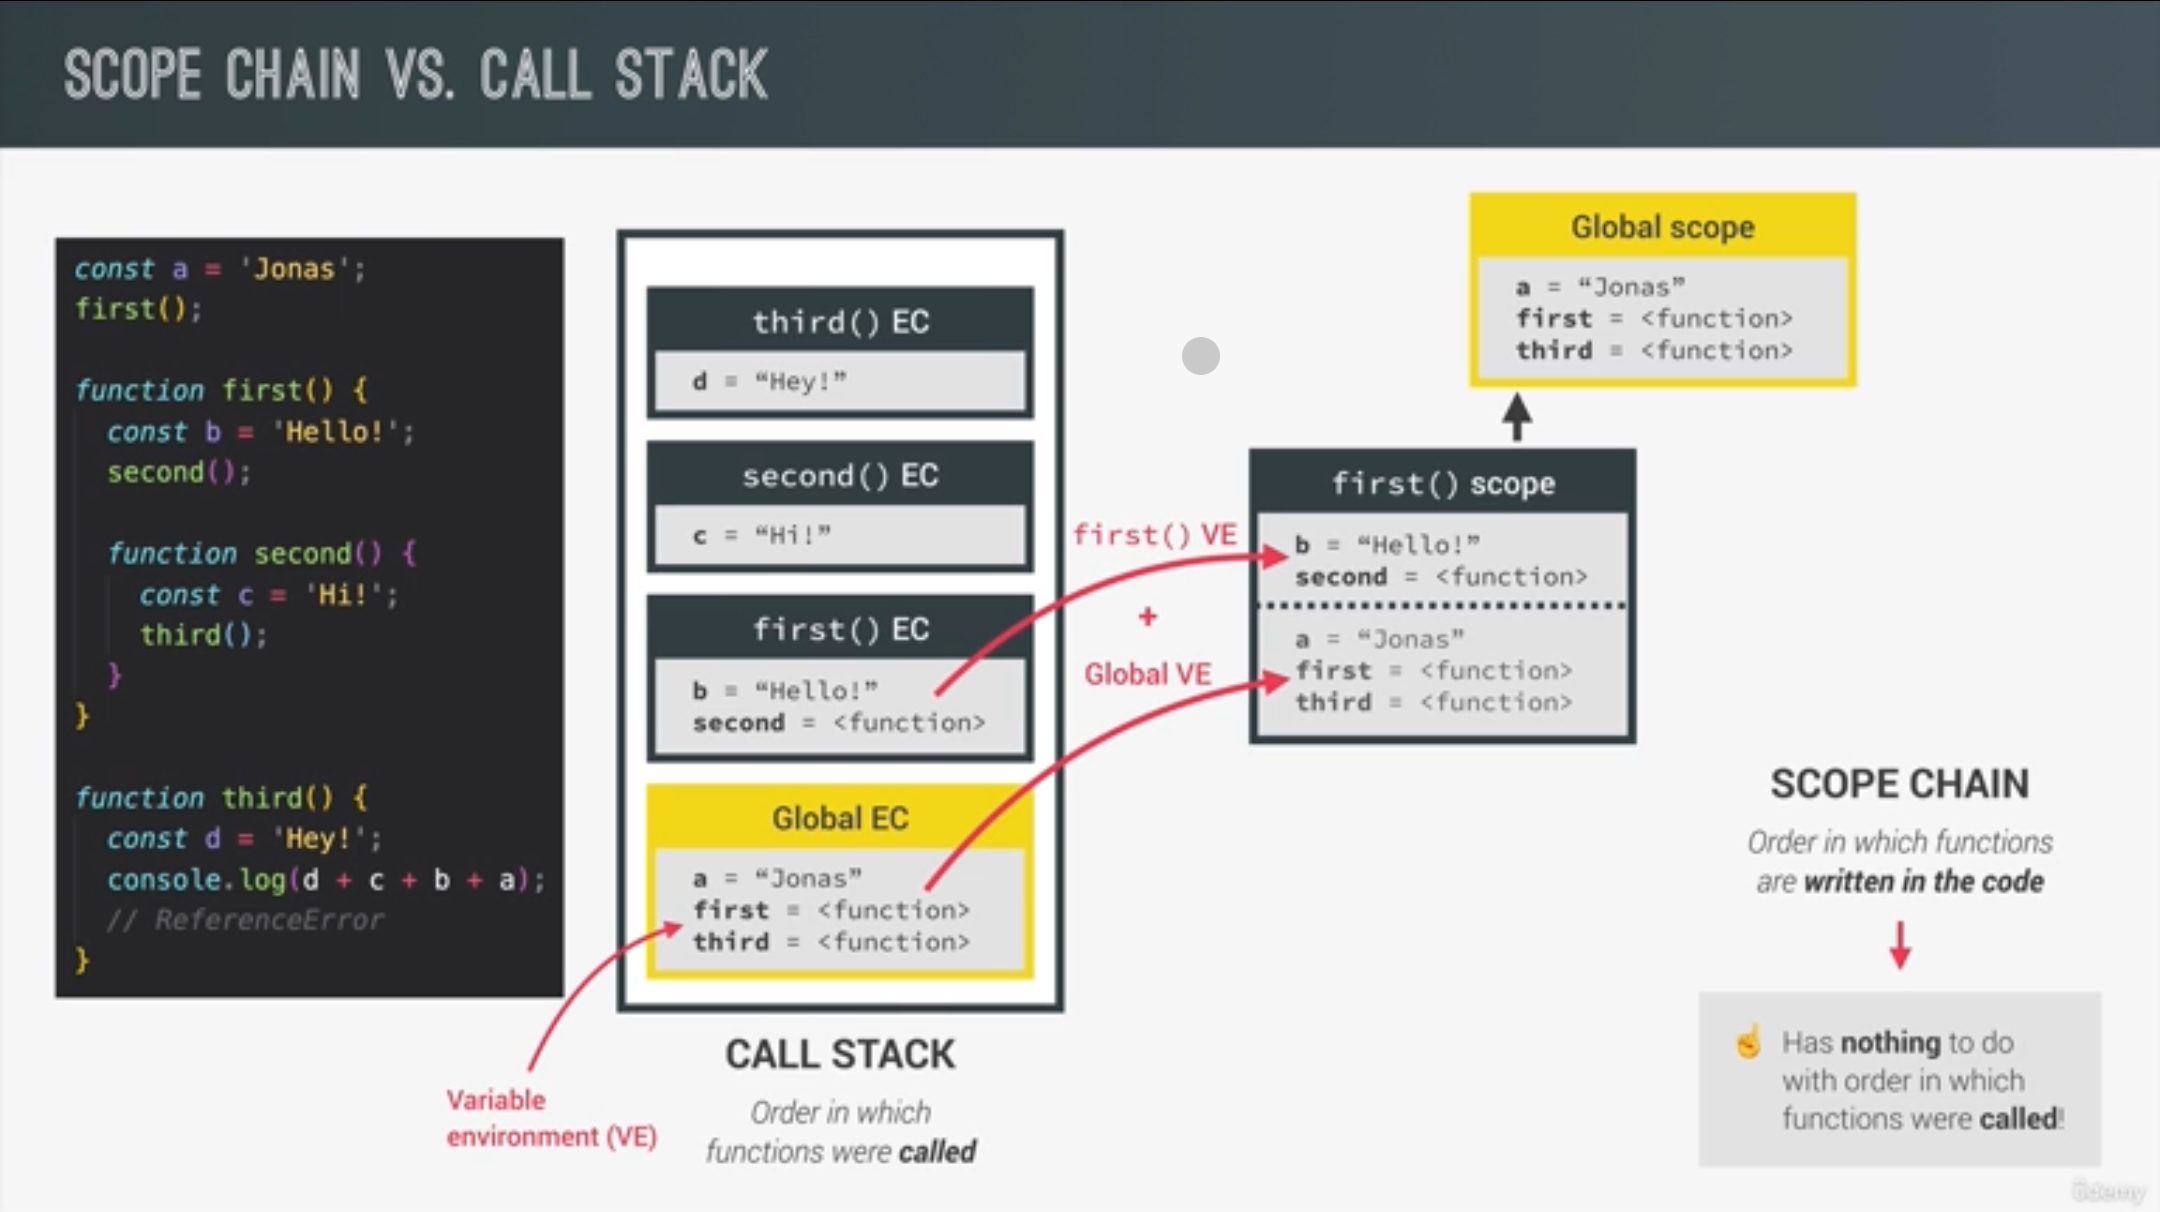 SCOPE CHAIN VS. CALL STACK
const a = 'Jonas';
first();
function first() {
const b = 'Hello!';
second();
function second() {
const c = 'Hi!';
third();
}
}
function third() {
const d = 'Hey!';
console.log(d + c + b + a);
// ReferenceError
}
third() EC
d = “Hey!”
second() EC
c = “Hi!”
first() EC
b = “Hello!”
second = <function>
Global EC
a = “Jonas”
first = <function>
third = <function>
Variable
environment (VE)
CALL STACK
Order in which
functions were called
first() VE
+
Global VE
Global scope
a = “Jonas”
first = <function>
third = <function>
first() scope
b = “Hello!”
second = <function>
a = “Jonas”
first = <function>
third = <function>
SCOPE CHAIN
Order in which functions
are written in the code
Has nothing to do
with order in which
functions were called!
ûdemy